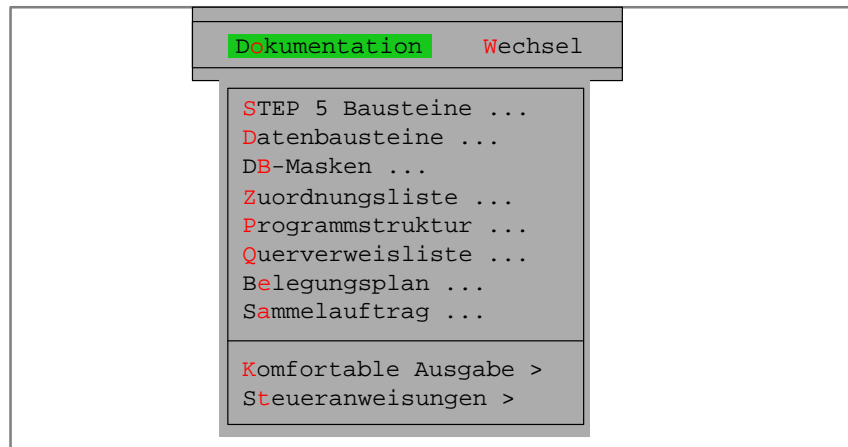 Dokumentation Wechsel
STEP 5 Bausteine ...
Datenbausteine ...
DB-Masken ...
Zuordnungsliste ...
Programmstruktur ...
Querverweisliste ...
Belegungsplan ...
Sammelauftrag ...
Komfortable Ausgabe >
Steueranweisungen >